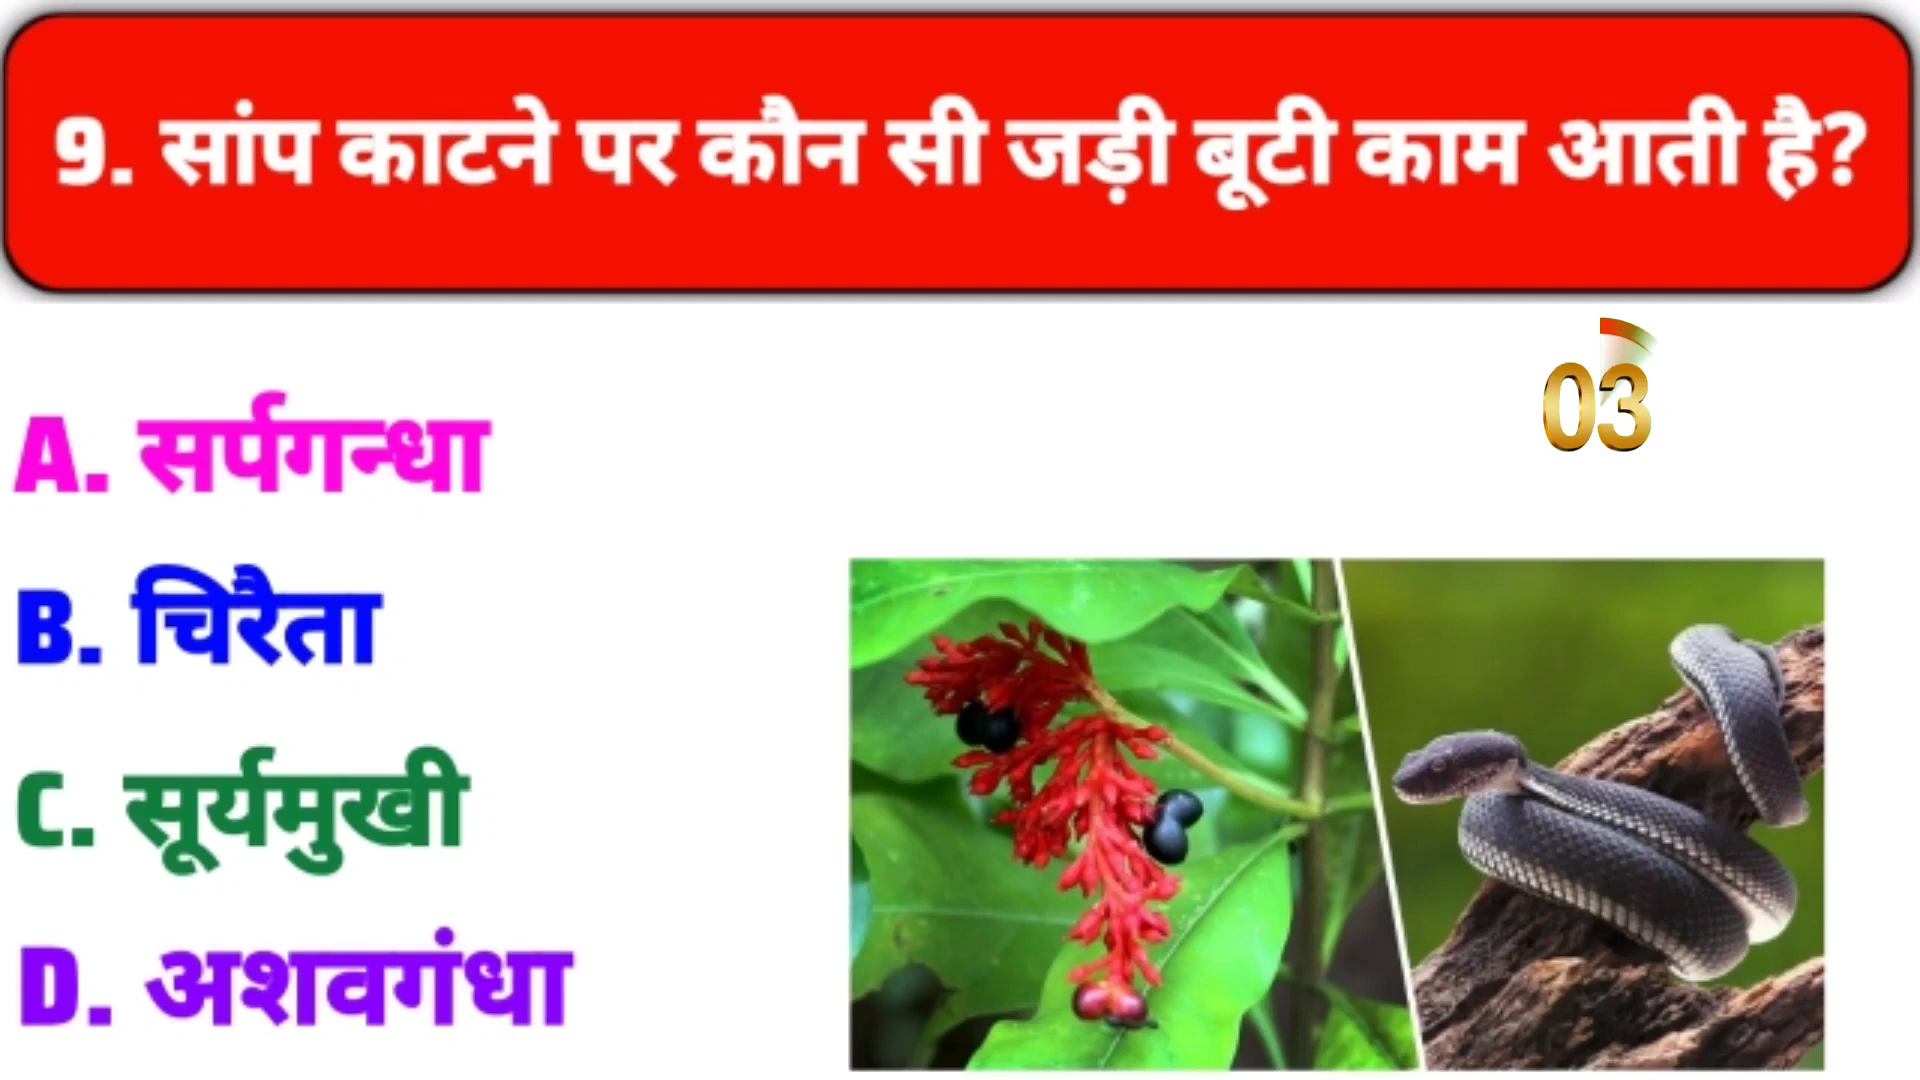 9. सांप काटने पर कौन सी जड़ी बूटी काम आती है?
03
A. सर्पगन्धा
B. चिरैता
C. सूर्यमुखी
D. अशवगंधा